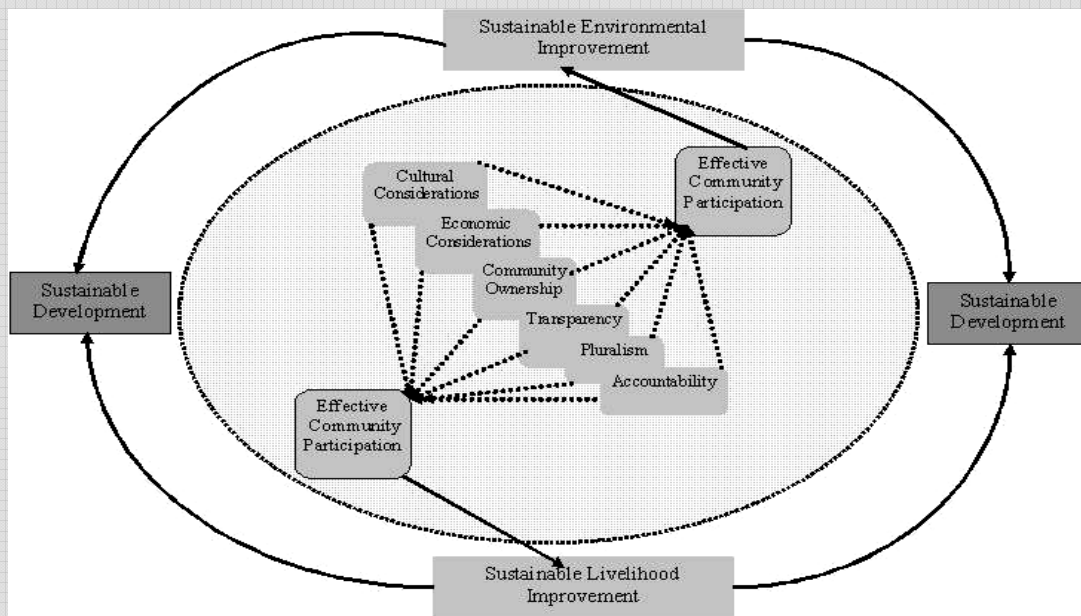 Sustainable Environmental
Improvement
Effective
Community
Participation
Cultural
Considerations
Economic
Considerations
Community
Ownership
Sustainable
Development
Sustainable
Development
Transparency
Pluralism
Accountability
Effective
Community
Participation
Sustainable Livelihood
Improvement